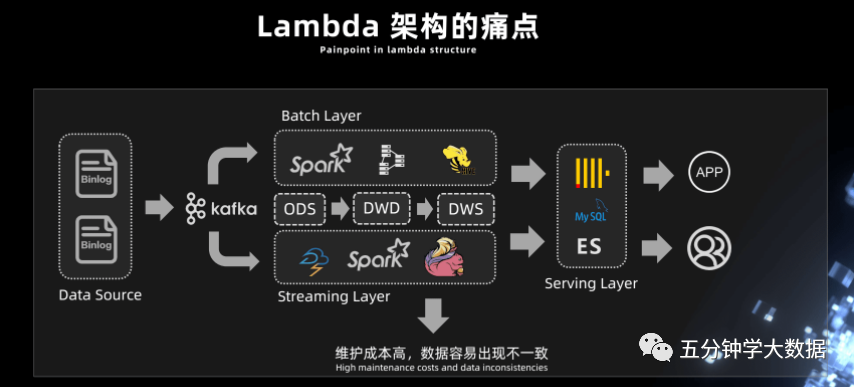 Lambda 架构的痛点
Painpoint in lambda structure
Batch Layer
Binlog
Binlog
Data Source
kafka
Spark
HIVE
ODS
DWD
DWS
Spark
Streaming Layer
MySQL
ES
Serving Layer
APP
维护成本高，数据容易出现不一致
High maintenance costs and data inconsistencies
五分钟学大数据